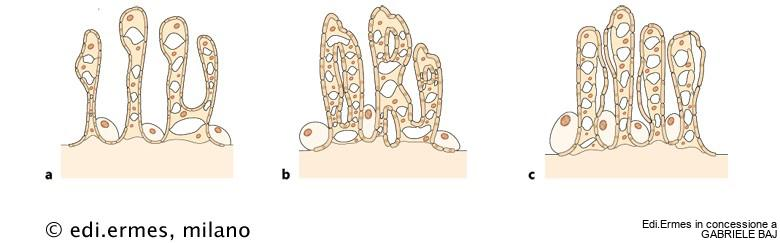 a
b
c
© edi.ermes, milano
Edi.Ermes in concessione a
GABRIELE BAJ